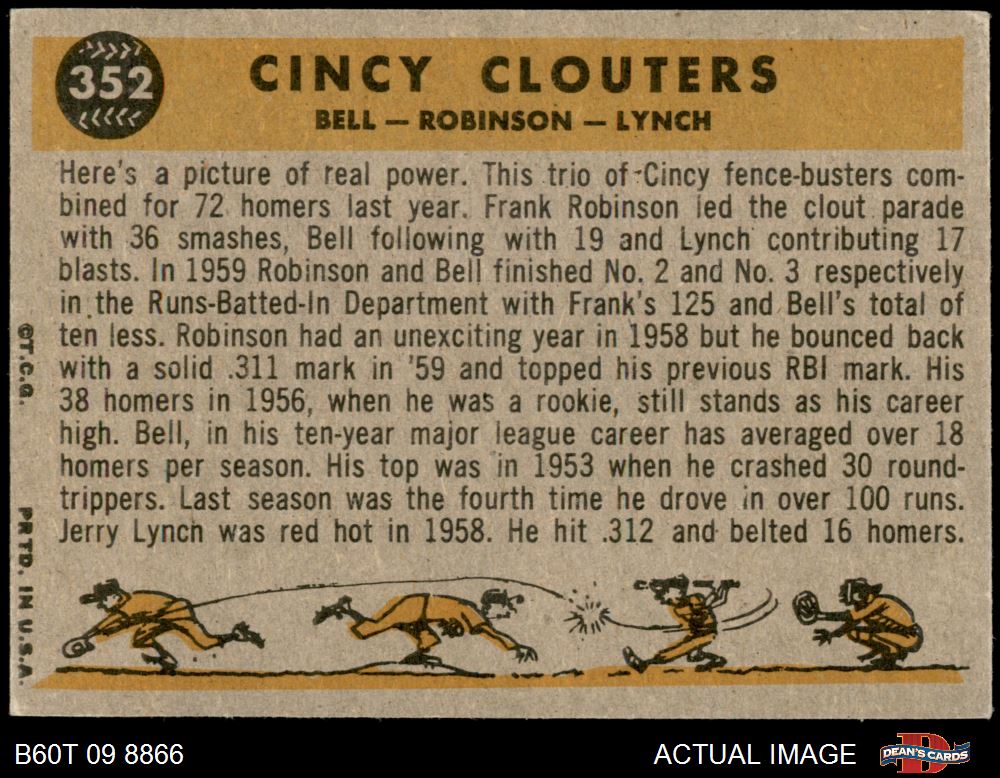 352
CINCY CLOUTERS
BELL — ROBINSON — LYNCH
Here's a picture of real power. This trio of Cincy fence-busters com-
bined for 72 homers last year. Frank Robinson led the clout parade
with 36 smashes, Bell following with 19 and Lynch contributing 17
blasts. In 1959 Robinson and Bell finished No. 2 and No. 3 respectively
in the Runs-Batted-In Department with Frank's 125 and Bell's total of
ten less. Robinson had an unexciting year in 1958 but he bounced back
with a solid .311 mark in '59 and topped his previous RBI mark. His
38 homers in 1956, when he was a rookie, still stands as his career
high. Bell, in his ten-year major league career has averaged over 18
homers per season. His top was in 1953 when he crashed 30 round-
trippers. Last season was the fourth time he drove in over 100 runs.
Jerry Lynch was red hot in 1958. He hit .312 and belted 16 homers.
©T.C.G. PRTD. IN U.S.A.
B60T 09 8866
ACTUAL IMAGE
DEAN'S CARDS